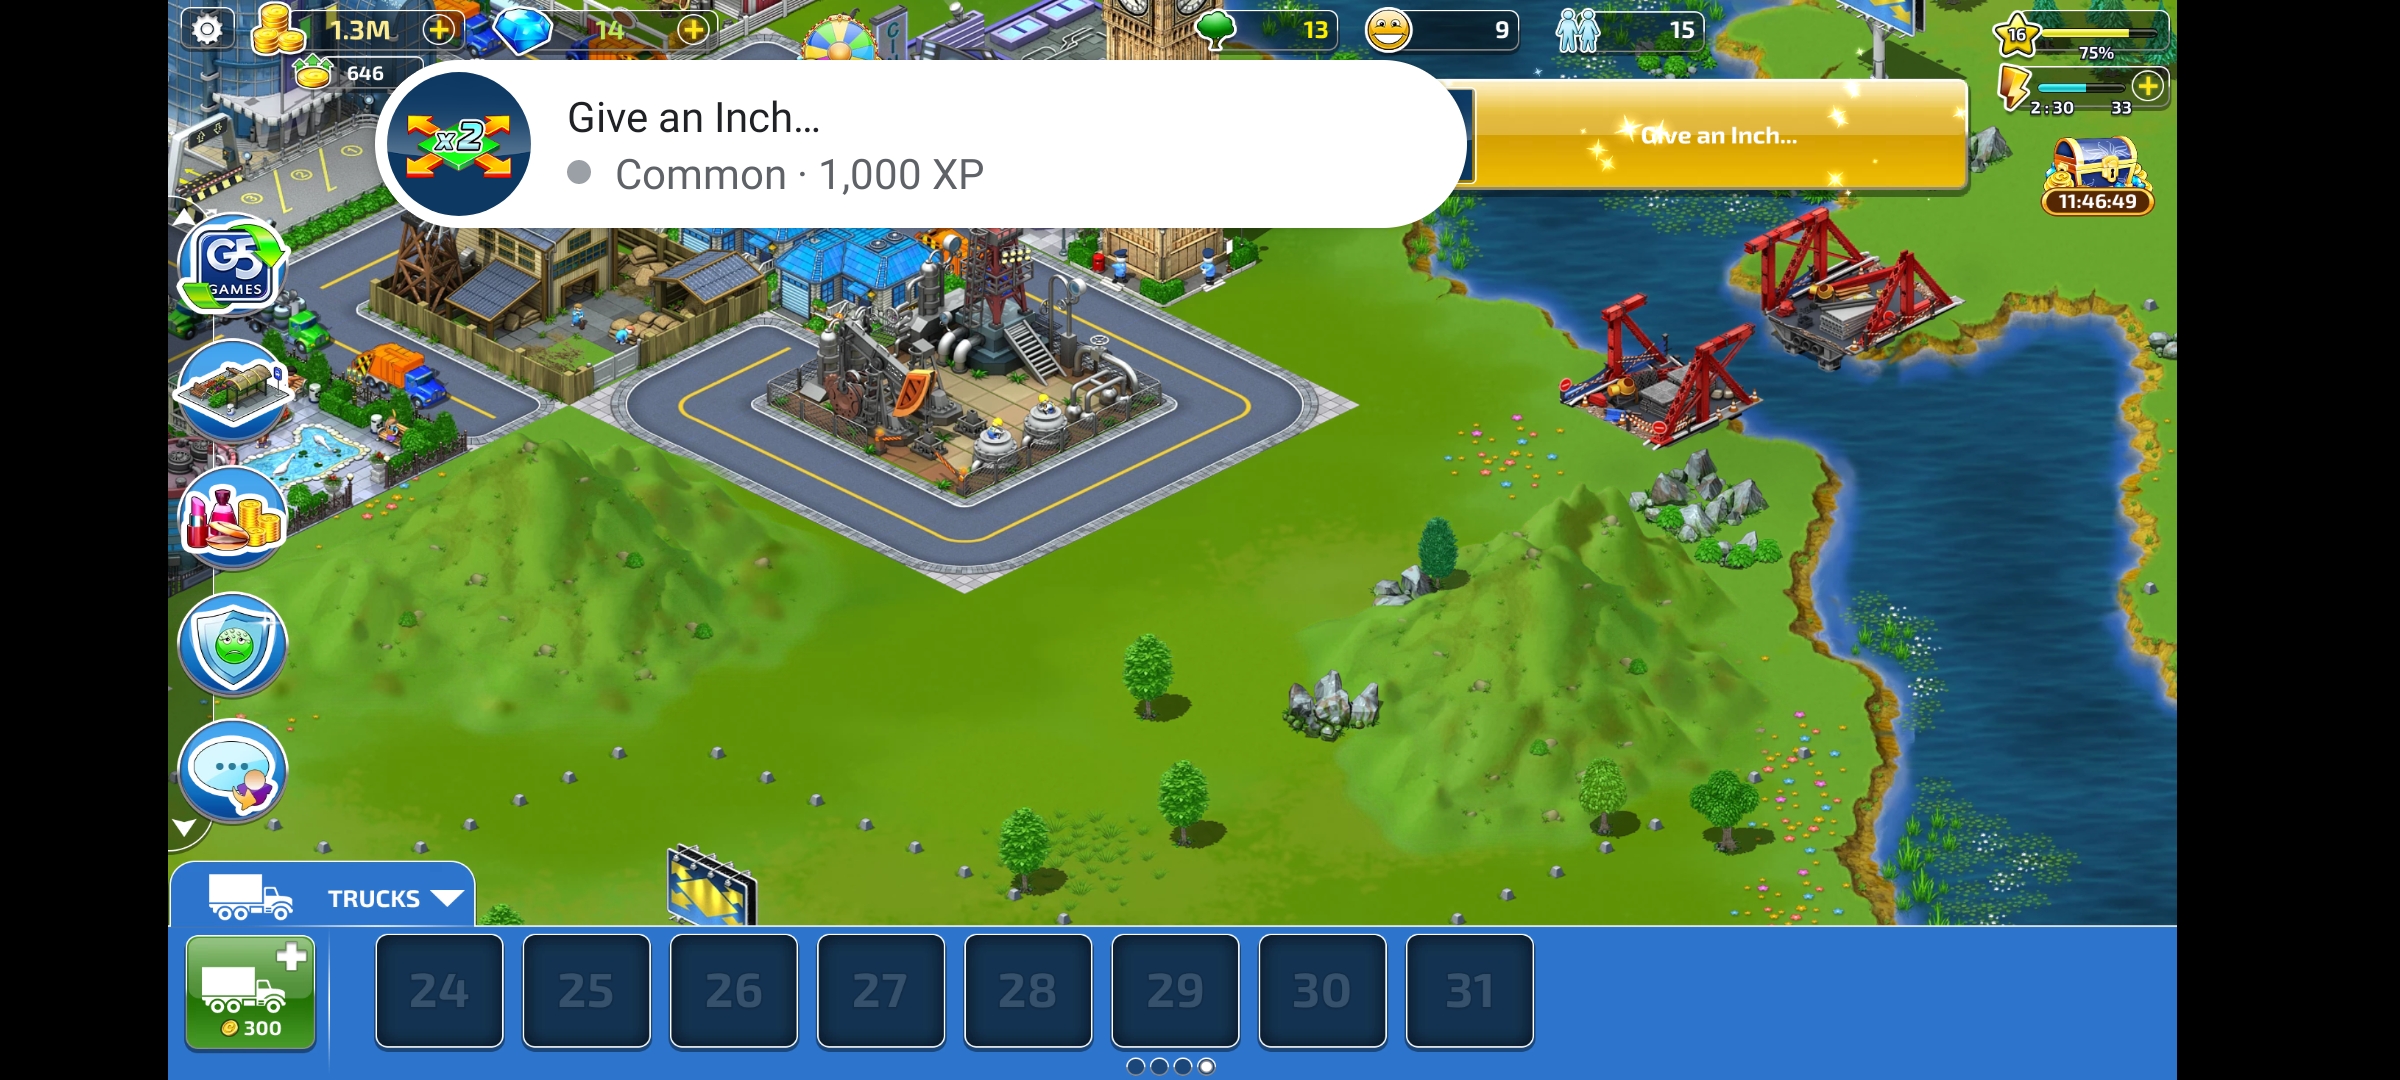 1.3M
14
13
9
15
16
75%
646
2:30
33
Give an Inch...
Common · 1,000 XP
x2
Give an Inch...
11:46:49
G5
GAMES
TRUCKS
300
24
25
26
27
28
29
30
31